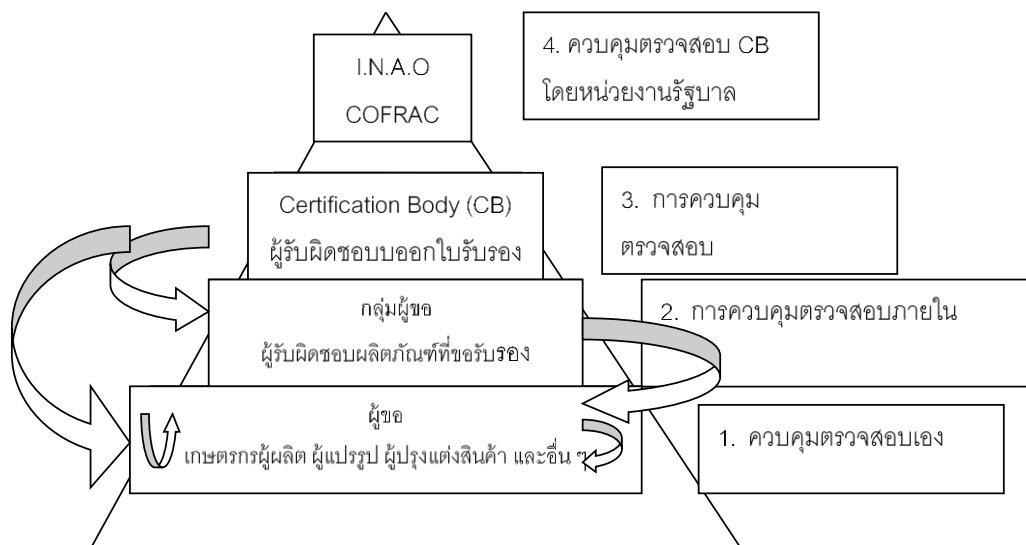 I.N.A.O
COFRAC
4. ควบคุมตรวจสอบ CB
โดยหน่วยงานรัฐบาล
Certification Body (CB)
ผู้รับผิดชอบบออกใบรับรอง
3. การควบคุม
ตรวจสอบ
กลุ่มผู้ขอ
ผู้รับผิดชอบผลิตภัณฑ์ที่ขอรับรอง
2. การควบคุมตรวจสอบภายใน
ผู้ขอ
เกษตรกรผู้ผลิต ผู้แปรรูป ผู้ปรุงแต่งสินค้า และอื่น ๆ
1. ควบคุมตรวจสอบเอง